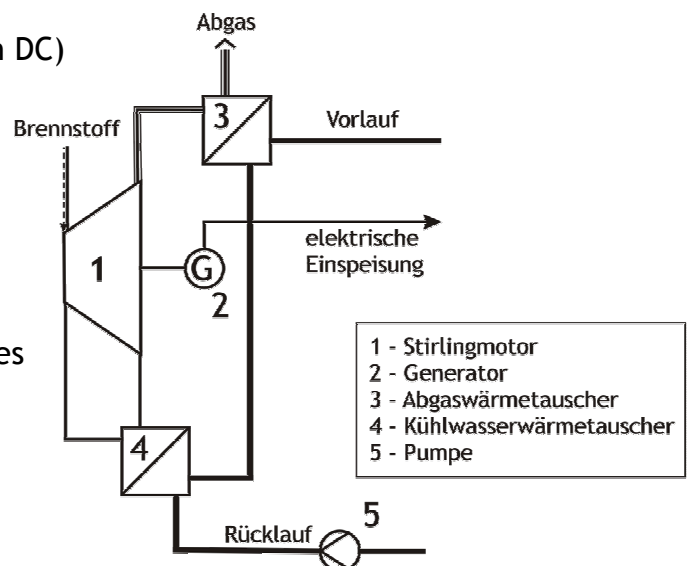 Abgas
n DC)
3
Vorlauf
Brennstoff
elektrische
Einspeisung
1
G
2
es
1 - Stirlingmotor
2 - Generator
3 - Abgaswärmetauscher
4 - Kühlwasserwärmetauscher
5 - Pumpe
4
5
Rücklauf